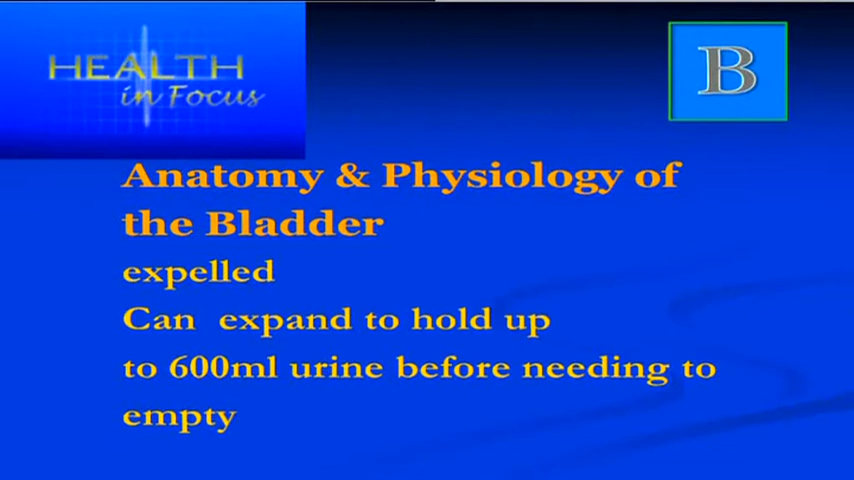 HEALTH
in Focus
B
Anatomy & Physiology of
the Bladder
expelled
Can expand to hold up
to 600ml urine before needing to
empty